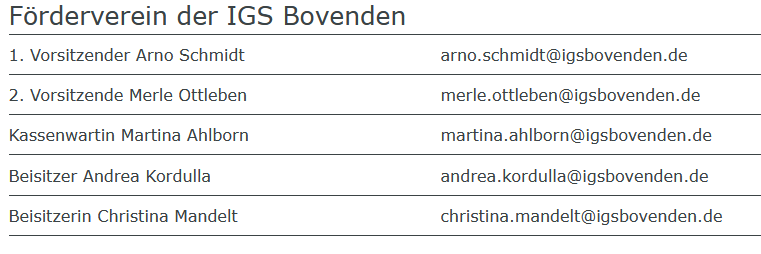 Förderverein der IGS Bovenden
1. Vorsitzender Arno Schmidt arno.schmidt@igsbovenden.de
2. Vorsitzende Merle Ottleben merle.ottleben@igsbovenden.de
Kassenwartin Martina Ahlborn martina.ahlborn@igsbovenden.de
Beisitzer Andrea Kordulla andrea.kordulla@igsbovenden.de
Beisitzerin Christina Mandelt christina.mandelt@igsbovenden.de